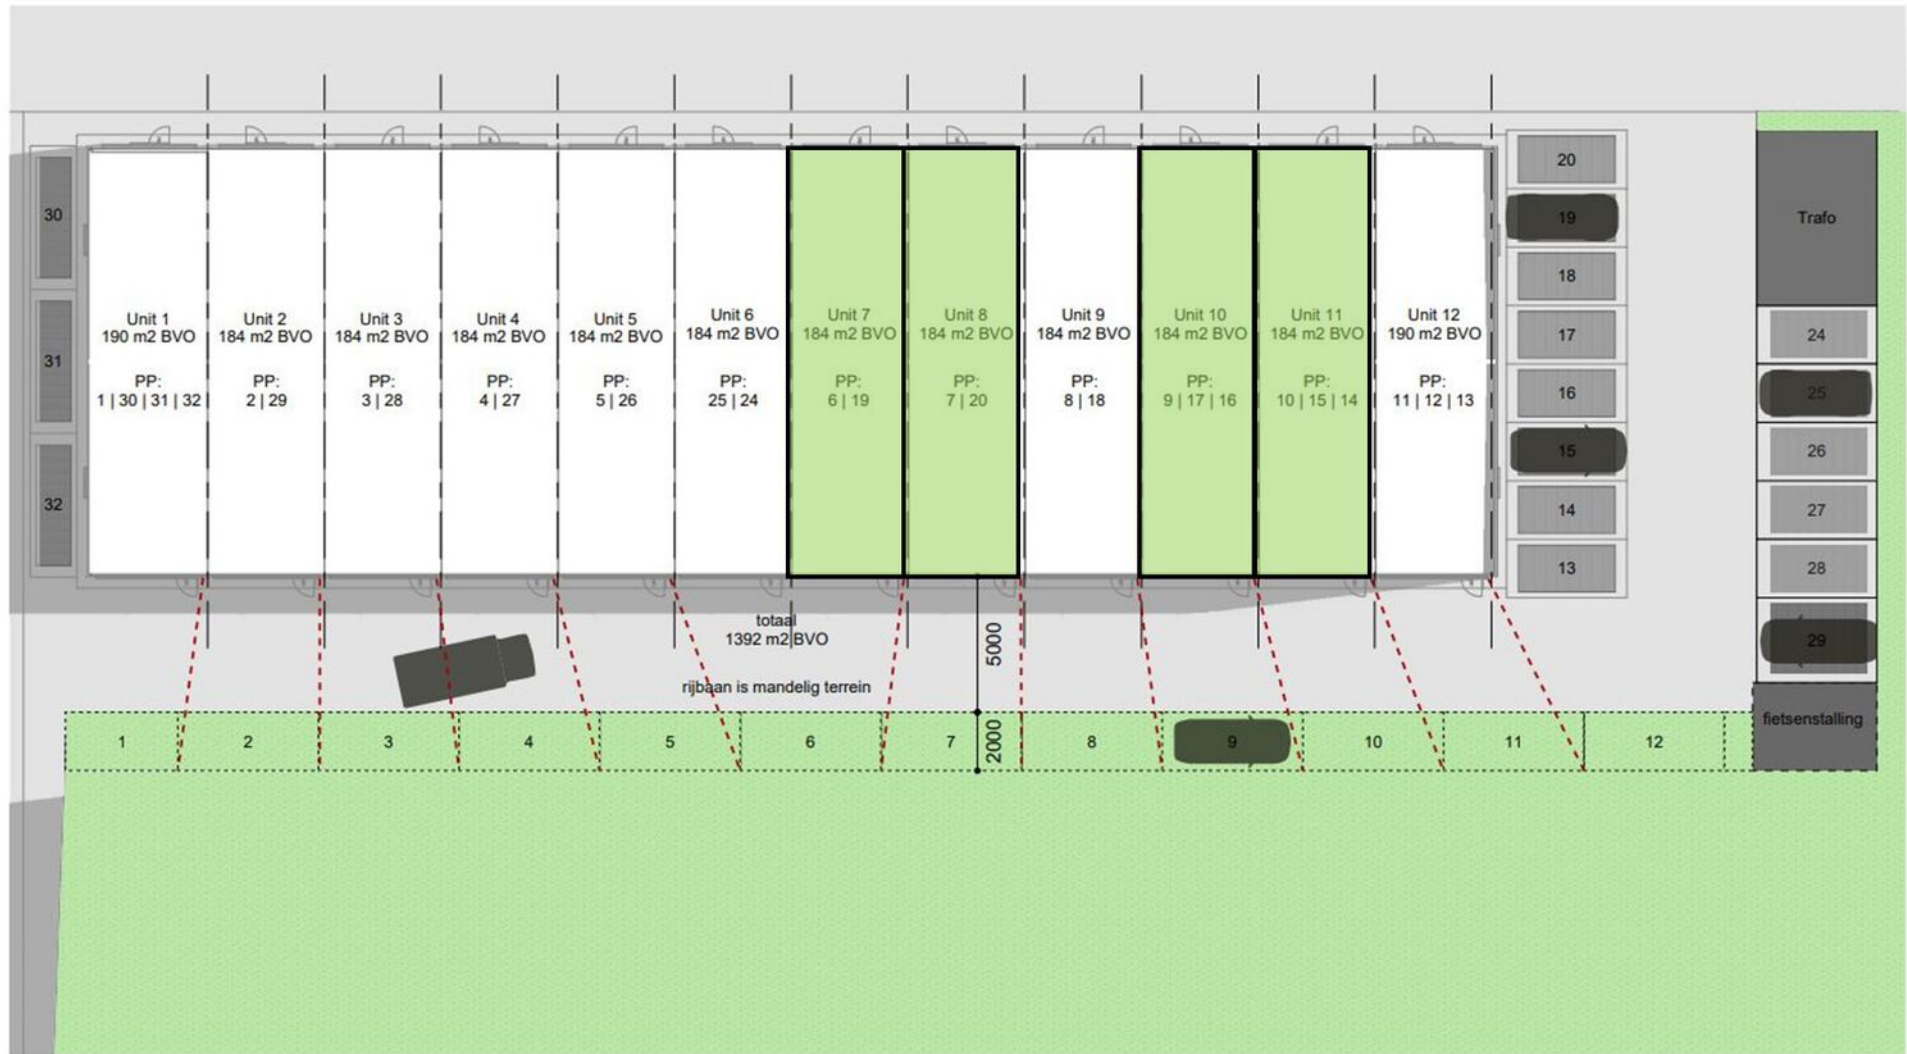 30
31
32
Unit 1
190 m2 BVO
PP:
1 | 30 | 31 | 32
Unit 2
184 m2 BVO
PP:
2 | 29
Unit 3
184 m2 BVO
PP:
3 | 28
Unit 4
184 m2 BVO
PP:
4 | 27
Unit 5
184 m2 BVO
PP:
5 | 26
Unit 6
184 m2 BVO
PP:
25 | 24
Unit 7
184 m2 BVO
PP:
6 | 19
Unit 8
184 m2 BVO
PP:
7 | 20
Unit 9
184 m2 BVO
PP:
8 | 18
Unit 10
184 m2 BVO
PP:
9 | 17 | 16
Unit 11
184 m2 BVO
PP:
10 | 15 | 14
Unit 12
190 m2 BVO
PP:
11 | 12 | 13
20
19
18
17
16
15
14
13
Trafo
24
25
26
27
28
29
fietsenstalling
totaal
1392 m2 BVO
rijbaan is mandelig terrein
5000
2000
1
2
3
4
5
6
7
8
9
10
11
12